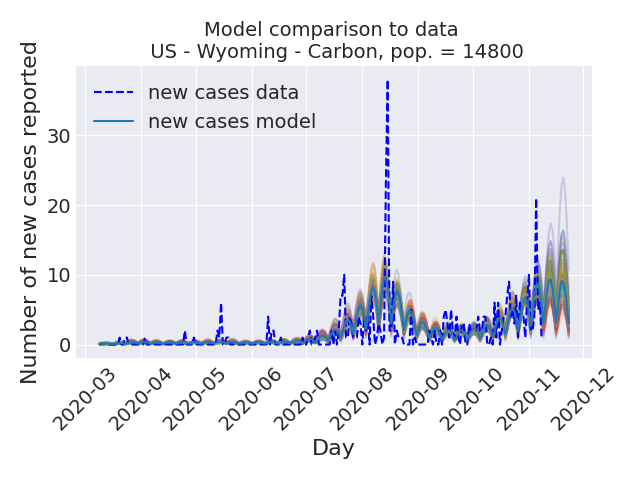 Model comparison to data
US - Wyoming - Carbon, pop. = 14800
Number of new cases reported
new cases data
new cases model
30
20
10
0
2020-03
2020-04
2020-05
2020-06
2020-07
2020-08
2020-09
2020-10
2020-11
2020-12
Day